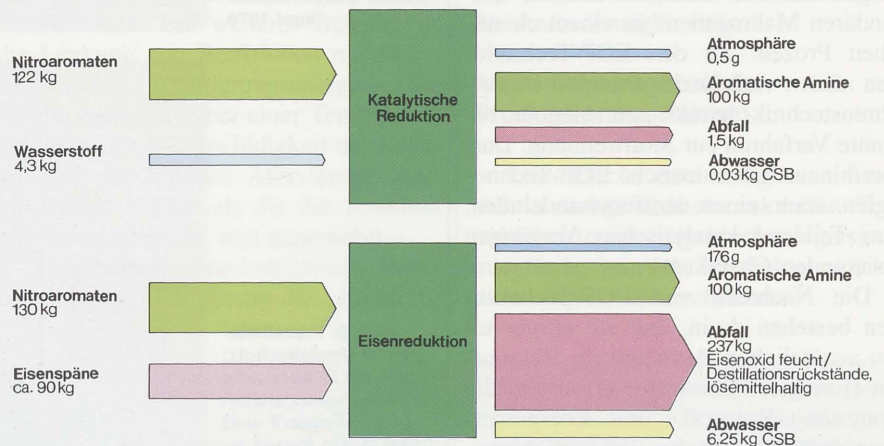 Nitroaromaten
122 kg
Wasserstoff
4,3 kg
Katalytische
Reduktion
Atmosphäre
0,5 g
Aromatische Amine
100 kg
Abfall
1,5 kg
Abwasser
0,03 kg CSB
Nitroaromaten
130 kg
Eisenspäne
ca. 90 kg
Eisenreduktion
Atmosphäre
176 g
Aromatische Amine
100 kg
Abfall
237 kg
Eisenoxid feucht/
Destillationsrückstände,
lösemittelhaltig
Abwasser
6,25 kg CSB